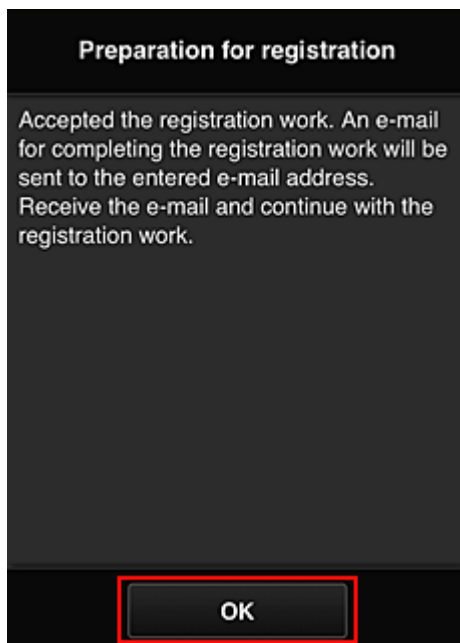 Preparation for registration
Accepted the registration work. An e-mail
for completing the registration work will be
sent to the entered e-mail address.
Receive the e-mail and continue with the
registration work.
OK